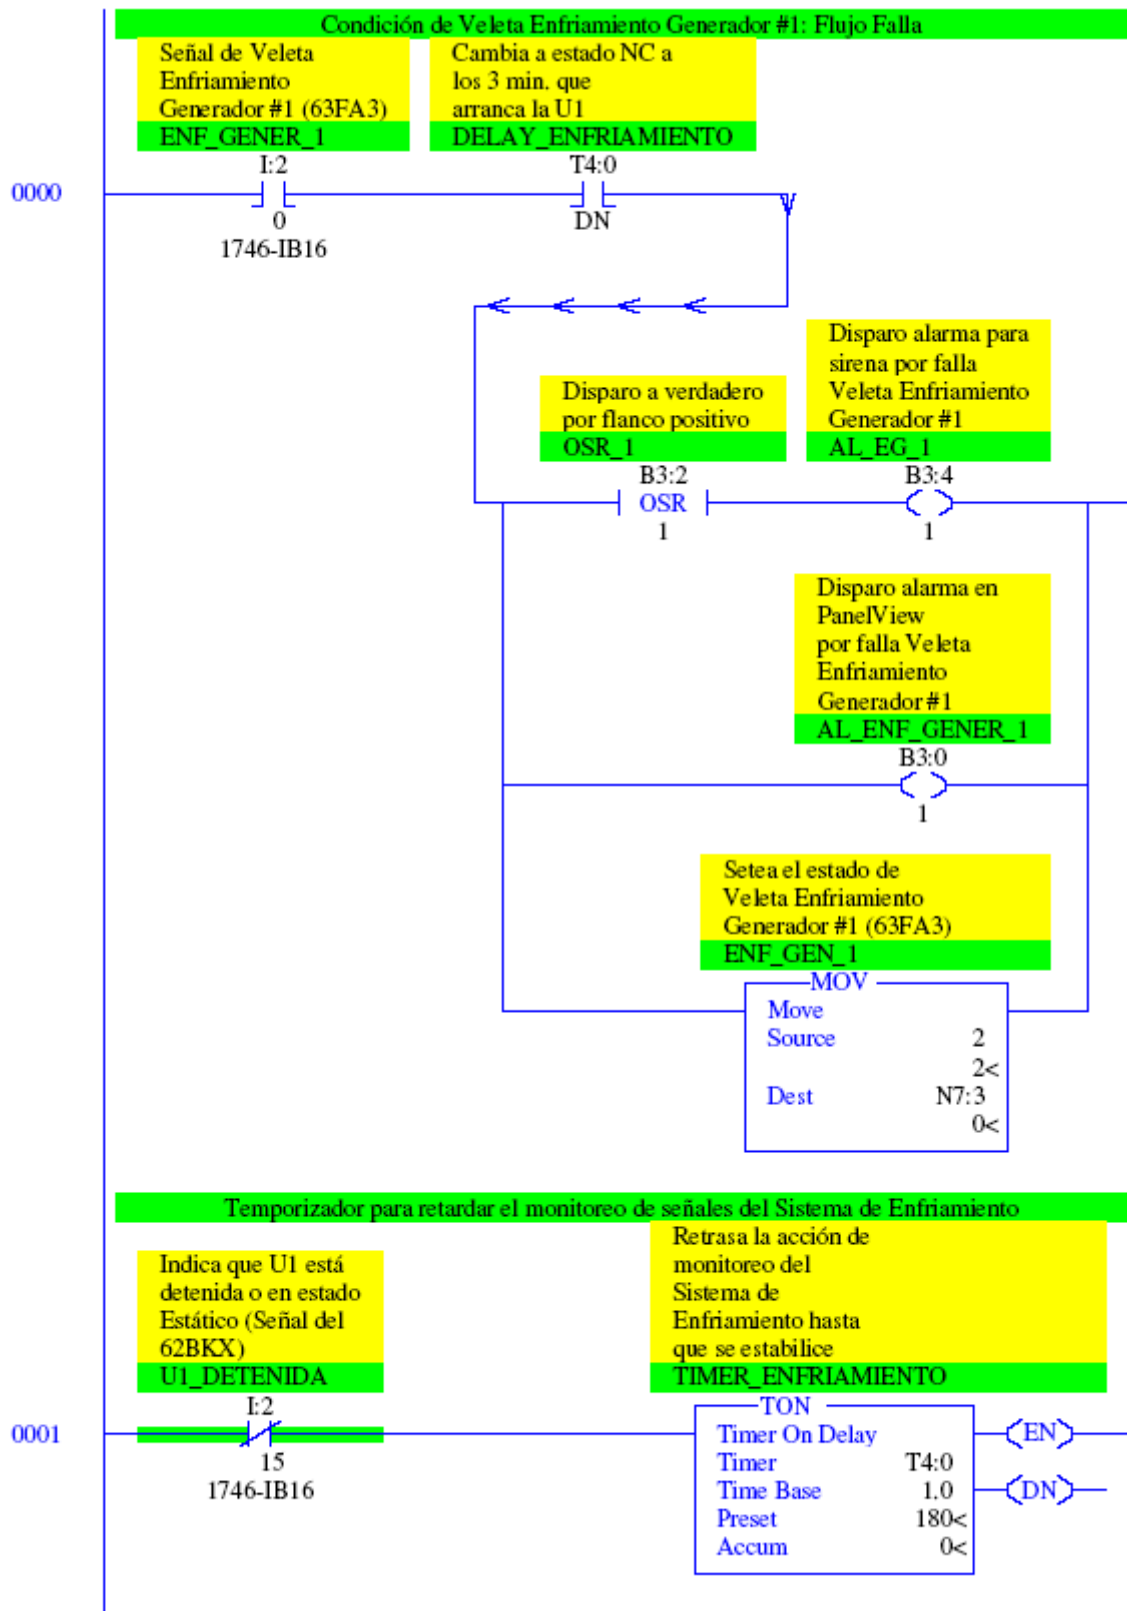 Condición de Veleta Enfriamiento Generador #1: Flujo Falla
Señal de Veleta
Enfriamiento
Generador #1 (63FA3)
ENF_GENER_1
I:2
0
1746-IB16
Cambia a estado NC a
los 3 min. que
arranca la U1
DELAY_ENFRIAMIENTO
T4:0
DN
0000
Disparo a verdadero
por flanco positivo
OSR_1
B3:2
OSR
1
Disparo alarma para
sirena por falla
Veleta Enfriamiento
Generador #1
AL_EG_1
B3:4
1
Disparo alarma en
PanelView
por falla Veleta
Enfriamiento
Generador #1
AL_ENF_GENER_1
B3:0
1
Setea el estado de
Veleta Enfriamiento
Generador #1 (63FA3)
ENF_GEN_1
MOV
Move
Source 2
2<
Dest N7:3
0<
Temporizador para retardar el monitoreo de señales del Sistema de Enfriamiento
Indica que U1 está
detenida o en estado
Estático (Señal del
62BKX)
U1_DETENIDA
I:2
15
1746-IB16
Retrasa la acción de
monitoreo del
Sistema de
Enfriamiento hasta
que se estabilice
TIMER_ENFRIAMIENTO
0001
TON
Timer On Delay
Timer T4:0
Time Base 1.0
Preset 180<
Accum 0<
EN
DN